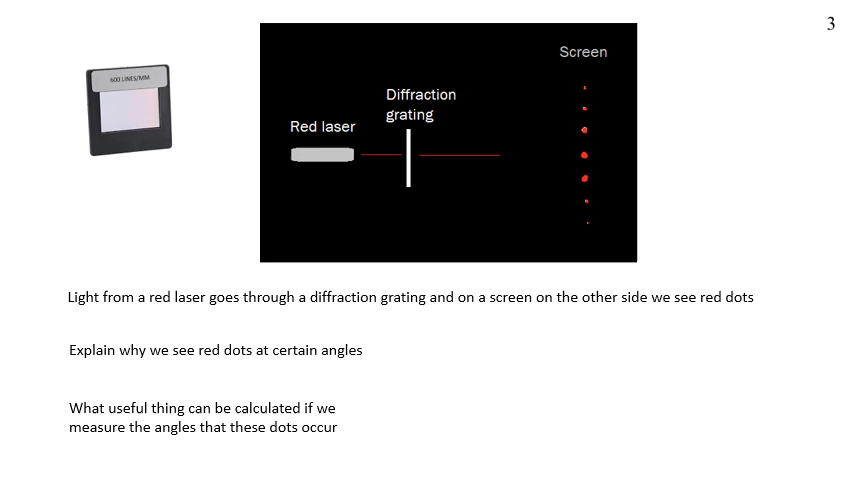 3
600 LINES/MM
Screen
Diffraction
grating
Red laser
Light from a red laser goes through a diffraction grating and on a screen on the other side we see red dots
Explain why we see red dots at certain angles
What useful thing can be calculated if we
measure the angles that these dots occur